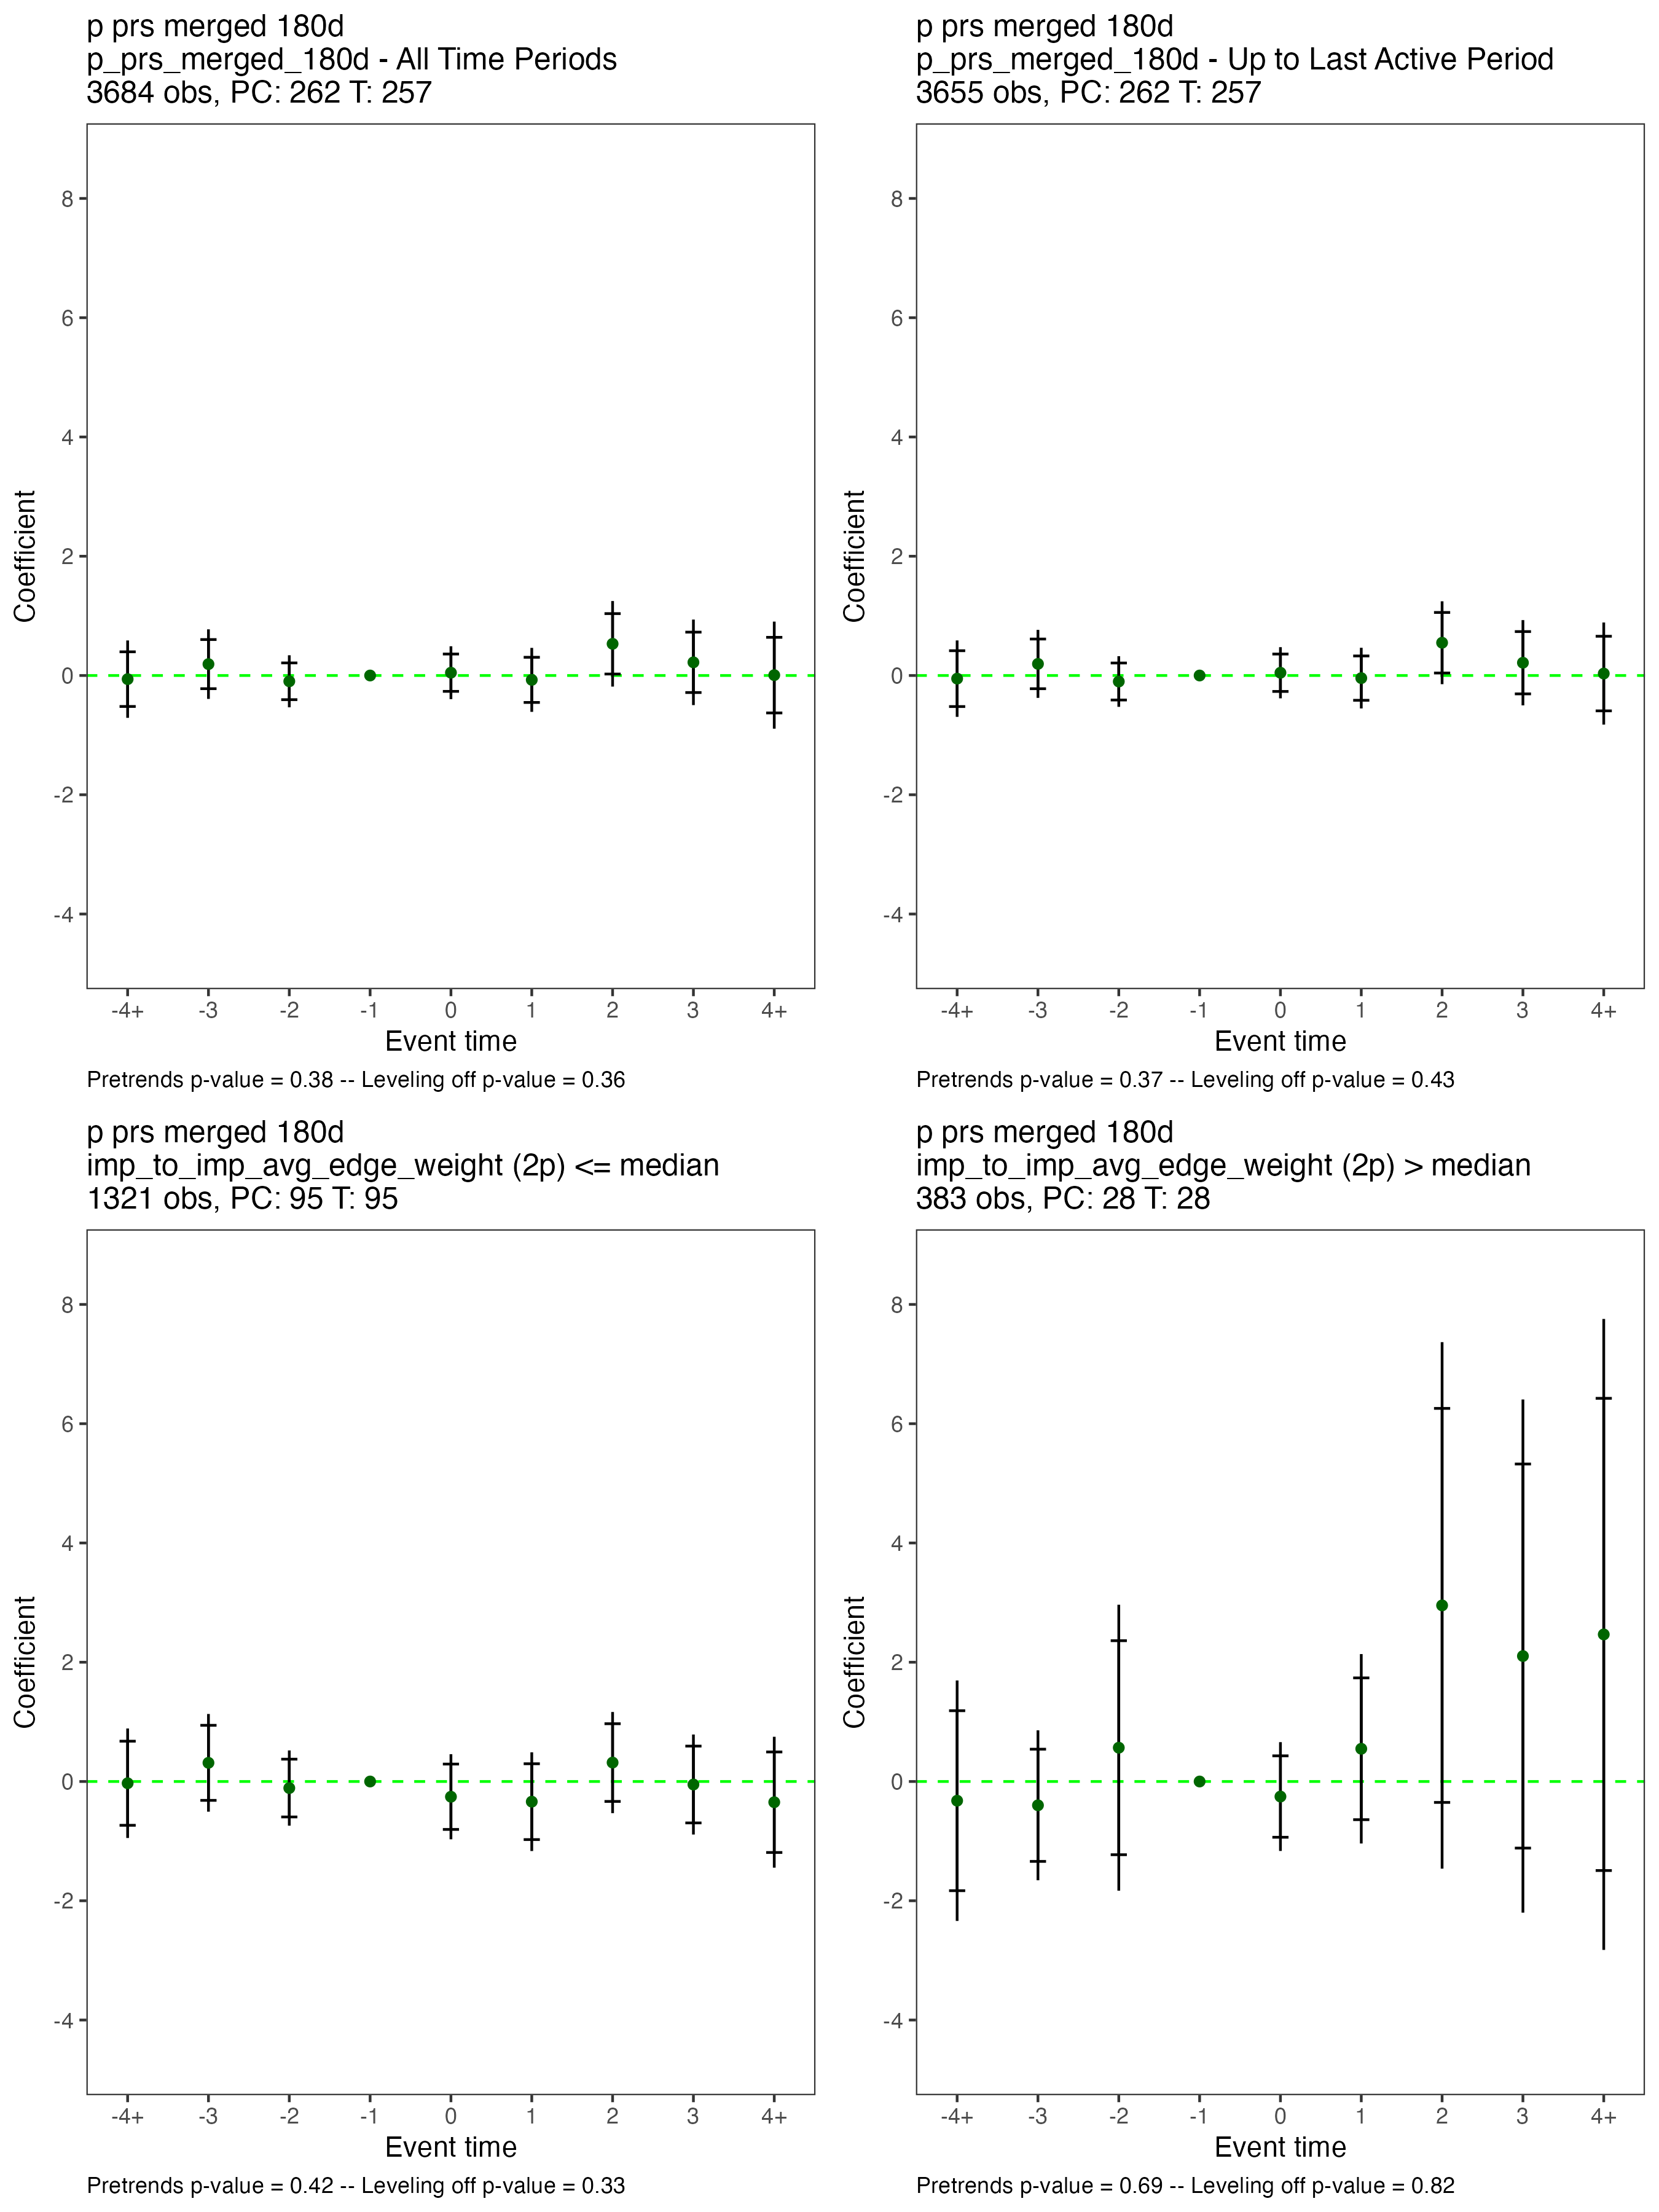 p prs merged 180d
p_prs_merged_180d - All Time Periods
3684 obs, PC: 262 T: 257
Coefficient
8
6
4
2
0
-2
-4
-4+ -3 -2 -1 0 1 2 3 4+
Event time
Pretrends p-value = 0.38 -- Leveling off p-value = 0.36
p prs merged 180d
p_prs_merged_180d - Up to Last Active Period
3655 obs, PC: 262 T: 257
Coefficient
8
6
4
2
0
-2
-4
-4+ -3 -2 -1 0 1 2 3 4+
Event time
Pretrends p-value = 0.37 -- Leveling off p-value = 0.43
p prs merged 180d
imp_to_imp_avg_edge_weight (2p) <= median
1321 obs, PC: 95 T: 95
Coefficient
8
6
4
2
0
-2
-4
-4+ -3 -2 -1 0 1 2 3 4+
Event time
Pretrends p-value = 0.42 -- Leveling off p-value = 0.33
p prs merged 180d
imp_to_imp_avg_edge_weight (2p) > median
383 obs, PC: 28 T: 28
Coefficient
8
6
4
2
0
-2
-4
-4+ -3 -2 -1 0 1 2 3 4+
Event time
Pretrends p-value = 0.69 -- Leveling off p-value = 0.82